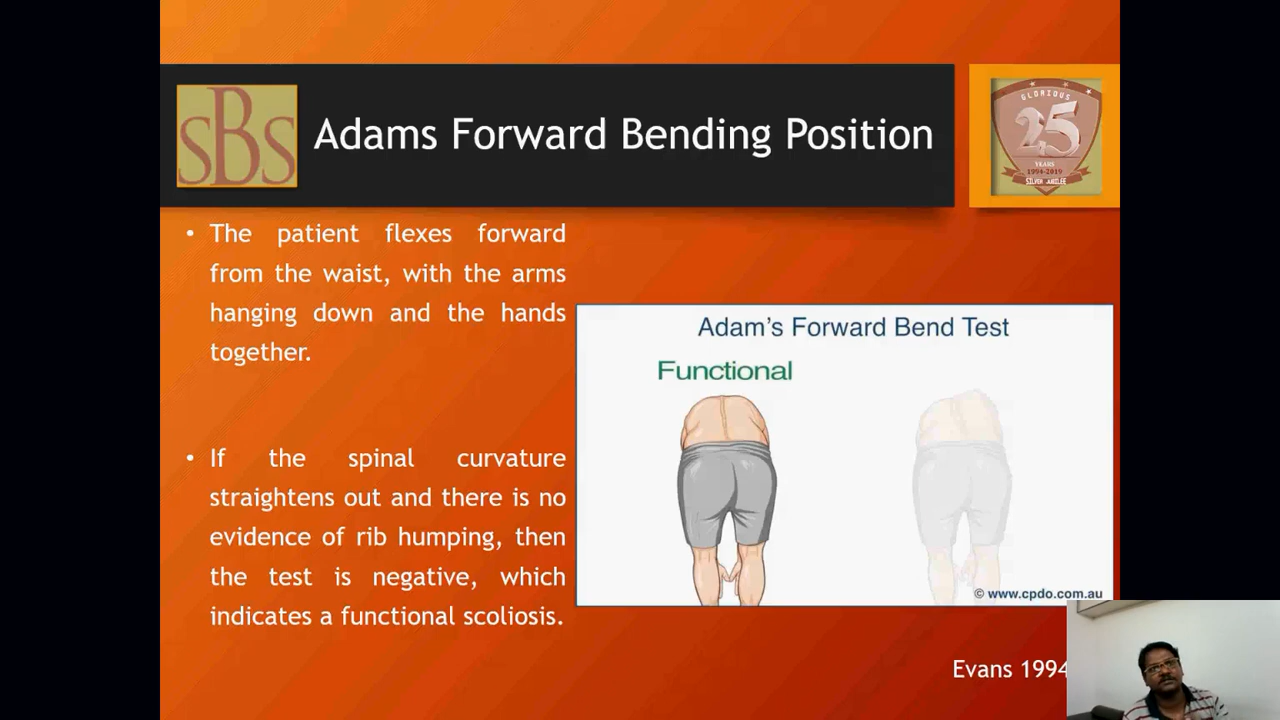 SBS
Adams Forward Bending Position
GLORIOUS
25
YEARS
1994-2019
SILVER JUBILEE
• The patient flexes forward
from the waist, with the arms
hanging down and the hands
together.
• If the spinal curvature
straightens out and there is no
evidence of rib humping, then
the test is negative, which
indicates a functional scoliosis.
Adam's Forward Bend Test
Functional
© www.cpdo.com.au
Evans 1994